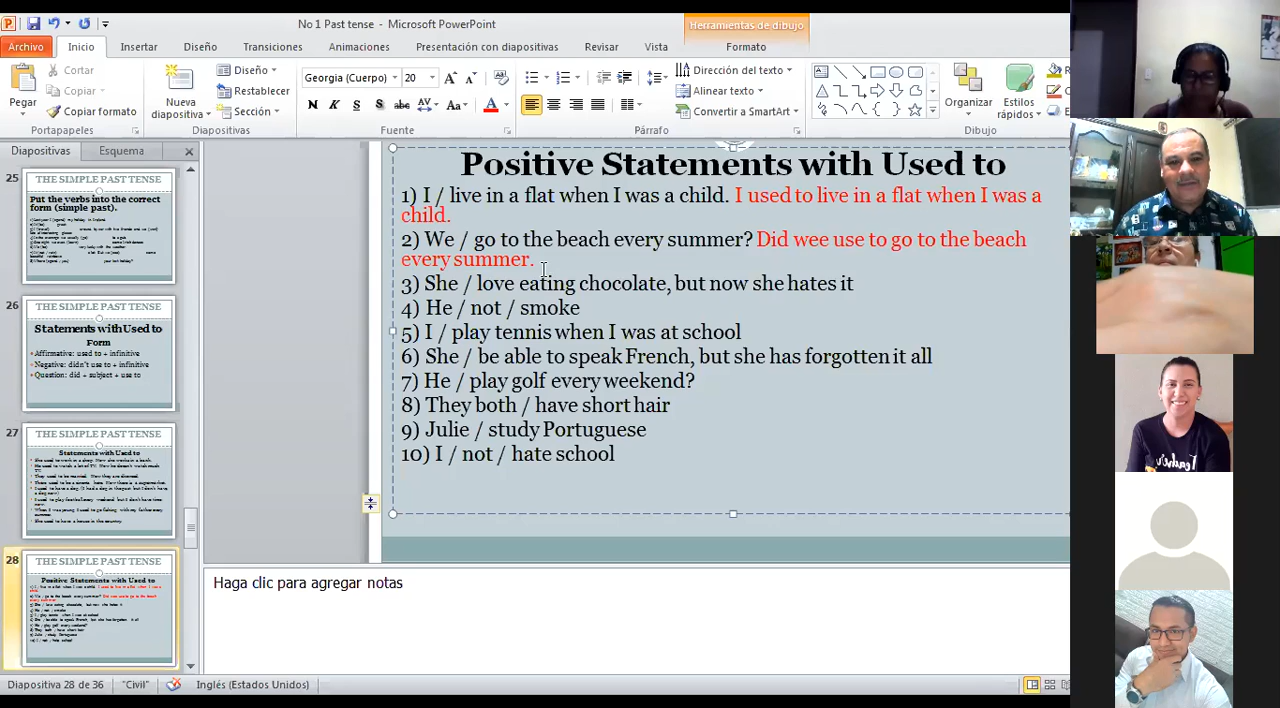 No 1 Past tense - Microsoft PowerPoint
Herramientas de dibujo
Archivo Inicio Insertar Diseño Transiciones Animaciones Presentación con diapositivas Revisar Vista Formato
Pegar
Cortar
Copiar
Copiar formato
Portapapeles
Nueva diapositiva
Diseño
Restablecer
Sección
Diapositivas
Georgia (Cuerpo) 20
N K S S abc AV Aa A
Fuente
Párrafo
Dirección del texto
Alinear texto
Convertir a SmartArt
Organizar
Estilos rápidos
Dibujo
Diapositivas Esquema
25
THE SIMPLE PAST TENSE
Put the verbs into the correct
form (simple past).
26
THE SIMPLE PAST TENSE
Statements with Used to
Form
Affirmative: used to + infinitive
Negative: didn't use to + infinitive
Question: did + subject + use to
27
THE SIMPLE PAST TENSE
Statements with Used to
28
THE SIMPLE PAST TENSE
Positive Statements with Used to
Positive Statements with Used to
1) I / live in a flat when I was a child. I used to live in a flat when I was a
child.
2) We / go to the beach every summer? Did wee use to go to the beach
every summer.
3) She / love eating chocolate, but now she hates it
4) He / not / smoke
5) I / play tennis when I was at school
6) She / be able to speak French, but she has forgotten it all
7) He / play golf every weekend?
8) They both / have short hair
9) Julie / study Portuguese
10) I / not / hate school
Haga clic para agregar notas
Diapositiva 28 de 36 "Civil" Inglés (Estados Unidos)